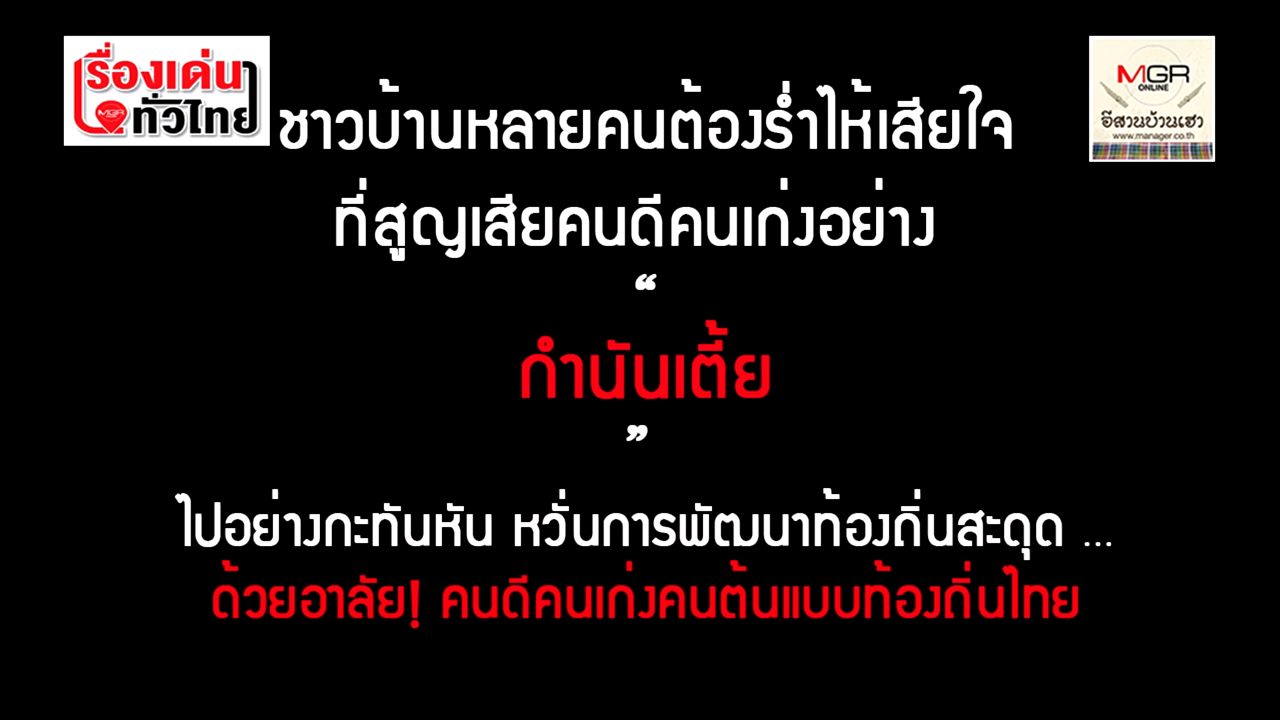 เรื่องเด่น
ทั่วไทย
MGR
MGR
ONLINE
อีสานบ้านเฮา
www.manager.co.th
ชาวบ้านหลายคนต้องร่ำไห้เสียใจ
ที่สูญเสียคนดีคนเก่งอย่าง
“
กำนันเตี้ย
”
ไปอย่างกะทันหัน หวั่นการพัฒนาท้องถิ่นสะดุด ...
ด้วยอาลัย! คนดีคนเก่งคนต้นแบบท้องถิ่นไทย